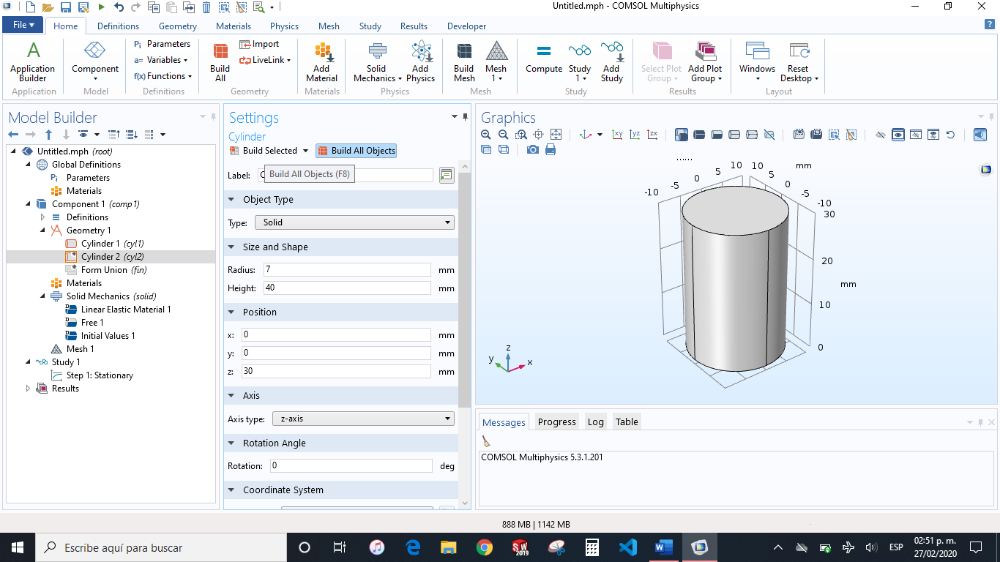 Untitled.mph - COMSOL Multiphysics
File Home Definitions Geometry Materials Physics Mesh Study Results Developer
Application Builder
Application
Component
Model
Pi Parameters
a= Variables
f(x) Functions
Definitions
Build All
Import
LiveLink
Geometry
Add Material
Materials
Solid Mechanics
Add Physics
Physics
Build Mesh
Mesh 1
Mesh
Compute
Study 1
Add Study
Study
Select Plot Group
Add Plot Group
Results
Windows
Reset Desktop
Layout
Model Builder
Untitled.mph (root)
Global Definitions
Pi Parameters
Materials
Component 1 (comp1)
Definitions
Geometry 1
Cylinder 1 (cyl1)
Cylinder 2 (cyl2)
Form Union (fin)
Materials
Solid Mechanics (solid)
Linear Elastic Material 1
Free 1
Initial Values 1
Mesh 1
Study 1
Step 1: Stationary
Results
Settings
Cylinder
Build Selected Build All Objects
Label: C
Build All Objects (F8)
Object Type
Type: Solid
Size and Shape
Radius: 7 mm
Height: 40 mm
Position
x: 0 mm
y: 0 mm
z: 30 mm
Axis
Axis type: z-axis
Rotation Angle
Rotation: 0 deg
Coordinate System
Graphics
xy yz zx
mm
10 10
5 5 mm
0 0
-5 -5
-10 -10
30
20
mm
10
0
z
y x
Messages Progress Log Table
COMSOL Multiphysics 5.3.1.201
888 MB | 1142 MB
Escribe aquí para buscar
SW 2019
ESP
02:51 p. m.
27/02/2020